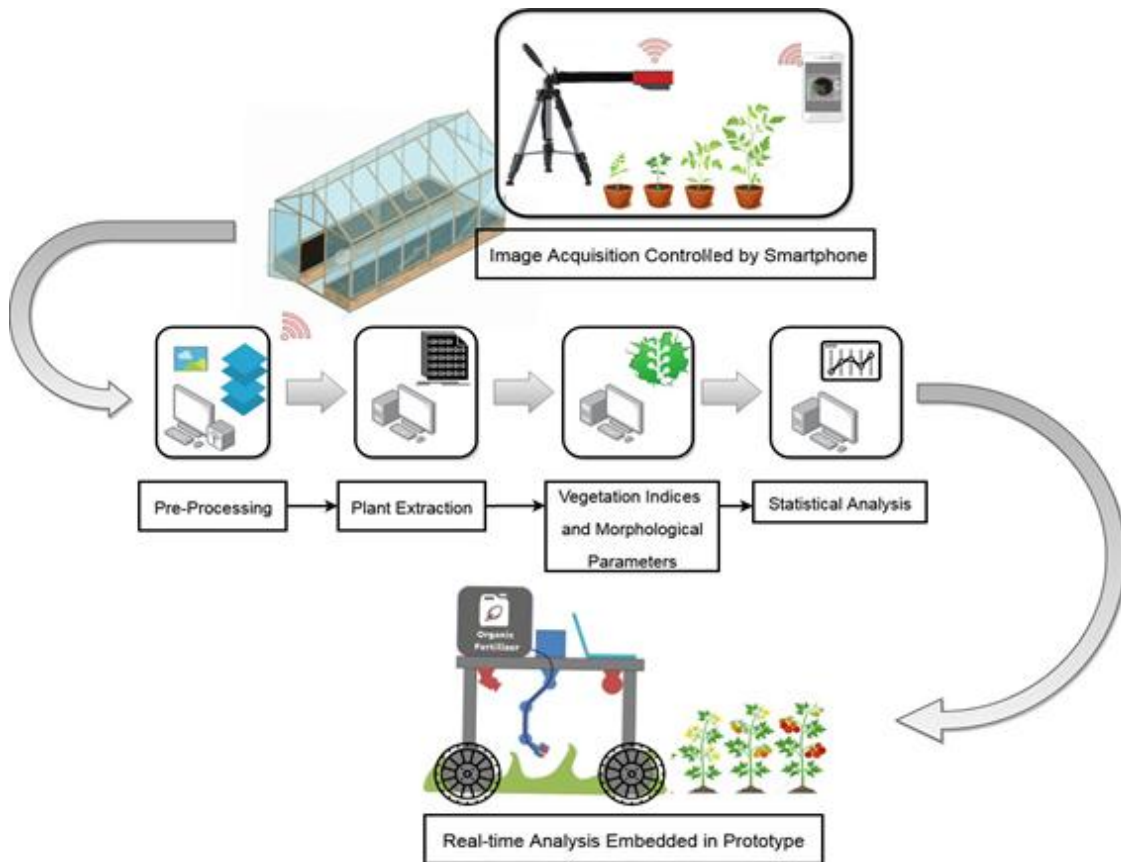 Image Acquisition Controlled by Smartphone
Pre-Processing
Plant Extraction
Vegetation Indices
and Morphological
Parameters
Statistical Analysis
Organic
Fertilizer
Real-time Analysis Embedded in Prototype